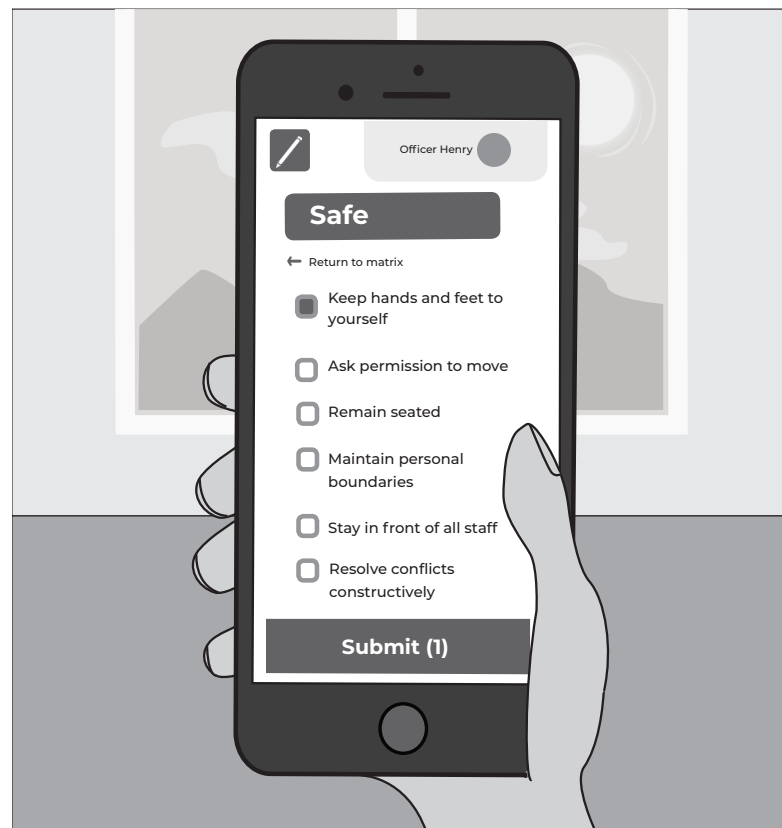 Officer Henry
Safe
Return to matrix
Keep hands and feet to
yourself
Ask permission to move
Remain seated
Maintain personal
boundaries
Stay in front of all staff
Resolve conflicts
constructively
Submit (1)